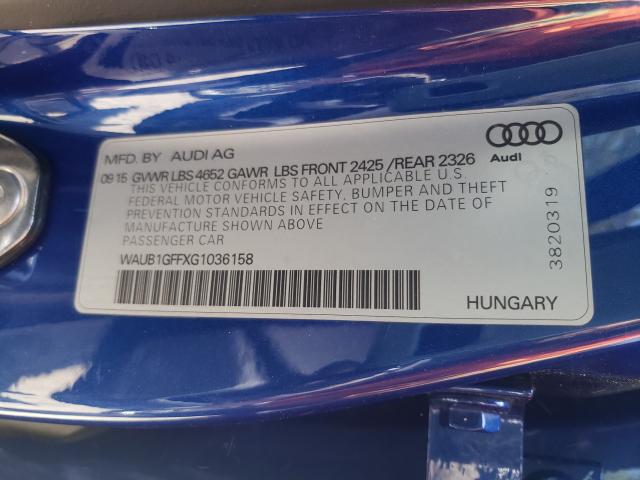 MFD. BY AUDI AG
09 15 GVWR LBS 4652 GAWR LBS FRONT 2425 /REAR 2326
THIS VEHICLE CONFORMS TO ALL APPLICABLE U.S.
FEDERAL MOTOR VEHICLE SAFETY, BUMPER AND THEFT
PREVENTION STANDARDS IN EFFECT ON THE DATE OF
MANUFACTURE SHOWN ABOVE
PASSENGER CAR
WAUB1GFFXG1036158
Audi
3820319
HUNGARY